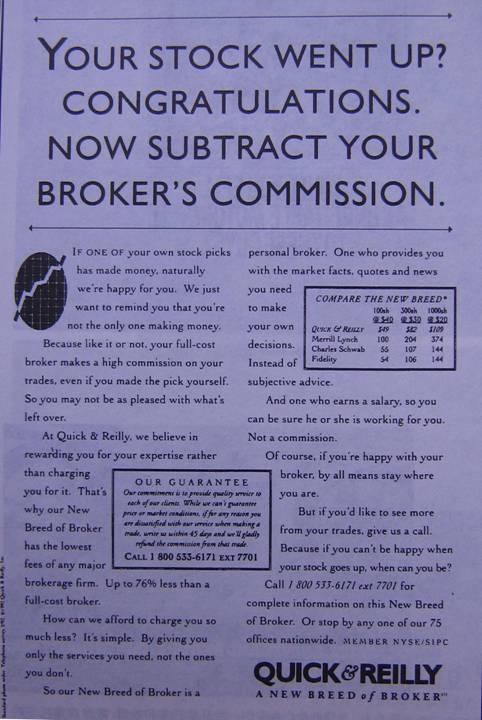 YOUR STOCK WENT UP?
CONGRATULATIONS.
NOW SUBTRACT YOUR
BROKER'S COMMISSION.
IF ONE OF your own stock picks
has made money, naturally
we're happy for you. We just
want to remind you that you're
not the only one making money.
Because like it or not, your full-cost
broker makes a high commission on your
trades, even if you made the pick yourself.
So you may not be as pleased with what's
left over.
At Quick & Reilly, we believe in
rewarding you for your expertise rather
than charging
you for it. That's
why our New
Breed of Broker
has the lowest
fees of any major
brokerage firm. Up to 76% less than a
full-cost broker.
How can we afford to charge you so
much less? It's simple. By giving you
only the services you need, not the ones
you don't.
So our New Breed of Broker is a
OUR GUARANTEE
Our commitment is to provide quality service to
each of our clients. While we can't guarantee
price or market conditions, if for any reason you
are dissatisfied with our service when making a
trade, write us within 45 days and we'll gladly
refund the commission from that trade.
CALL 1 800 533-6171 EXT 7701
personal broker. One who provides you
with the market facts, quotes and news
you need
to make
your own
decisions.
Instead of
subjective advice.
COMPARE THE NEW BREED*
100sh 300sh 1000sh
@ $40 @ $30 @ $20
QUICK & REILLY $49 $82 $109
Merrill Lynch 100 204 374
Charles Schwab 55 107 144
Fidelity 54 106 144
And one who earns a salary, so you
can be sure he or she is working for you.
Not a commission.
Of course, if you're happy with your
broker, by all means stay where
you are.
But if you'd like to see more
from your trades, give us a call.
Because if you can't be happy when
your stock goes up, when can you be?
Call 1 800 533-6171 ext 7701 for
complete information on this New Breed
of Broker. Or stop by any one of our 75
offices nationwide. MEMBER NYSE/SIPC
QUICK & REILLY
A NEW BREED of BROKER℠